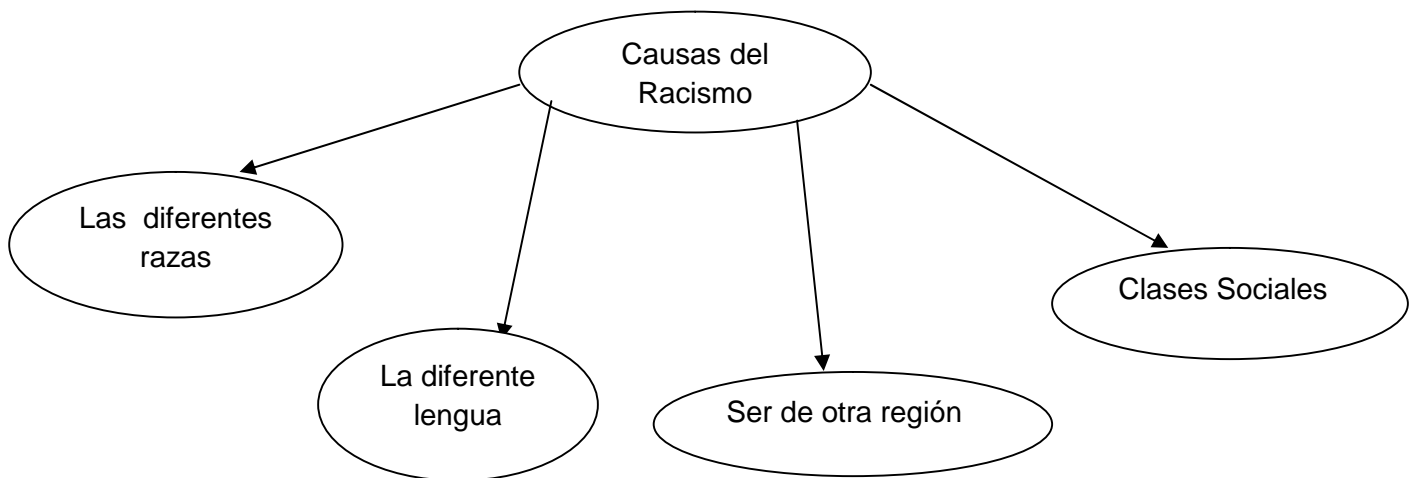 Causas del
Racismo
Las diferentes
razas
La diferente
lengua
Ser de otra región
Clases Sociales